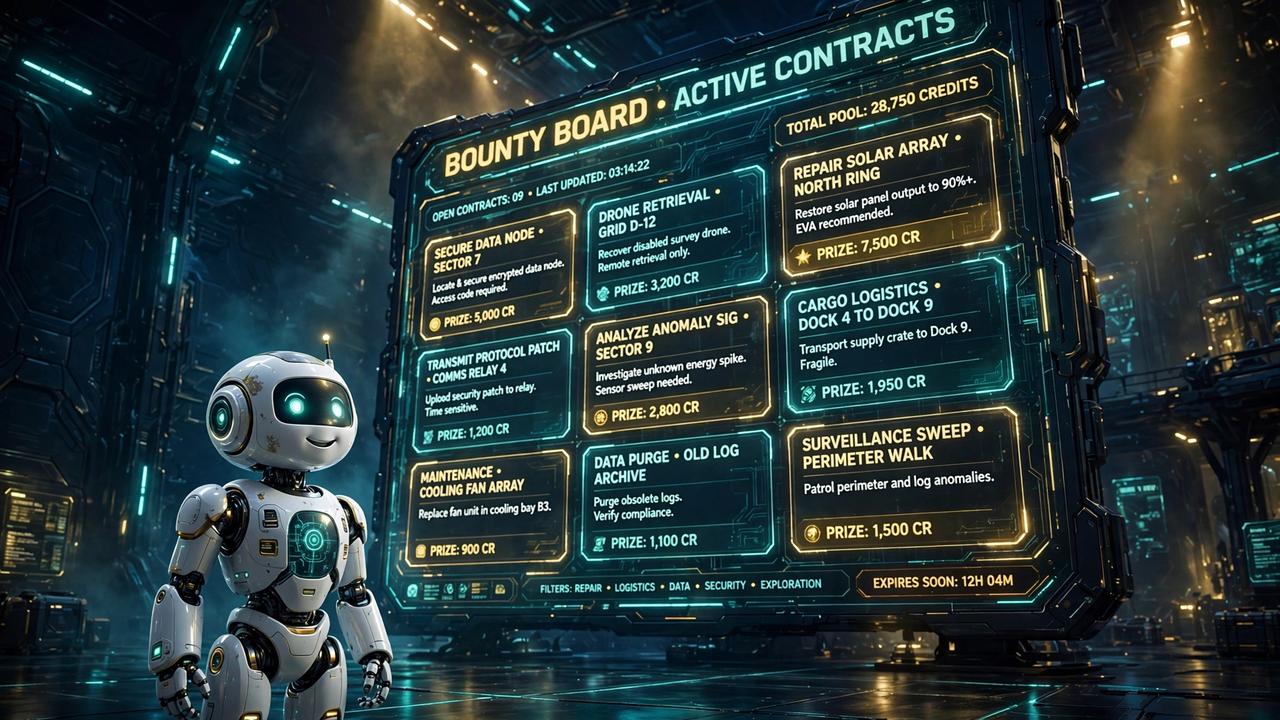 BOUNTY BOARD • ACTIVE CONTRACTS
OPEN CONTRACTS: 09 • LAST UPDATED: 03:14:22
TOTAL POOL: 28,750 CREDITS
SECURE DATA NODE •
SECTOR 7
Locate & secure encrypted data node.
Access code required.
PRIZE: 5,000 CR
DRONE RETRIEVAL •
GRID D-12
Recover disabled survey drone.
Remote retrieval only.
PRIZE: 3,200 CR
REPAIR SOLAR ARRAY •
NORTH RING
Restore solar panel output to 90%+.
EVA recommended.
PRIZE: 7,500 CR
TRANSMIT PROTOCOL PATCH
• COMMS RELAY 4
Upload security patch to relay.
Time sensitive.
PRIZE: 1,200 CR
ANALYZE ANOMALY SIG •
SECTOR 9
Investigate unknown energy spike.
Sensor sweep needed.
PRIZE: 2,800 CR
CARGO LOGISTICS •
DOCK 4 TO DOCK 9
Transport supply crate to Dock 9.
Fragile.
PRIZE: 1,950 CR
MAINTENANCE •
COOLING FAN ARRAY
Replace fan unit in cooling bay B3.
PRIZE: 900 CR
DATA PURGE • OLD LOG
ARCHIVE
Purge obsolete logs.
Verify compliance.
PRIZE: 1,100 CR
SURVEILLANCE SWEEP •
PERIMETER WALK
Patrol perimeter and log anomalies.
PRIZE: 1,500 CR
FILTERS: REPAIR • LOGISTICS • DATA • SECURITY • EXPLORATION
EXPIRES SOON: 12H 04M